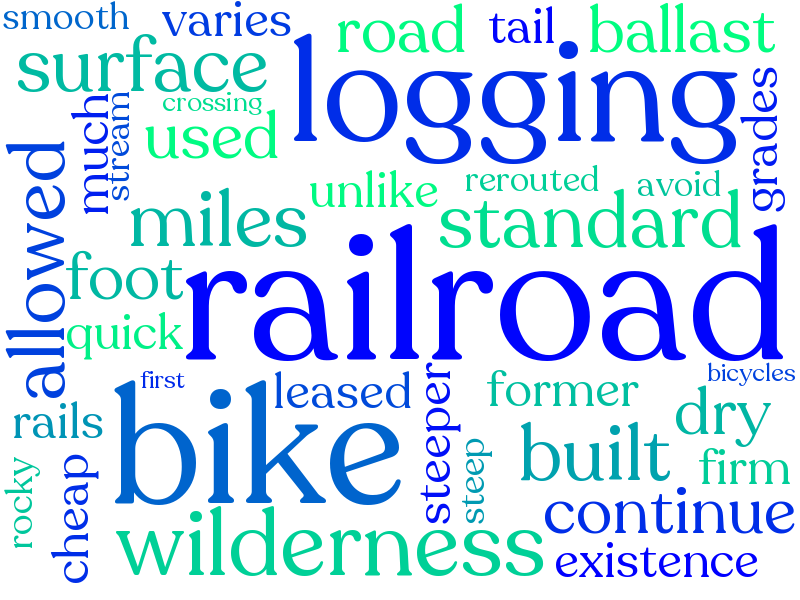 smooth
varies
road
tail
ballast
surface
logging
crossing
used
much
stream
grades
allowed
miles
unlike
rerouted
avoid
standard
foot
railroad
quick
first
leased
bicycles
rails
bike
steeper
former
dry
steep
built
firm
rocky
cheap
wilderness
continue
existence